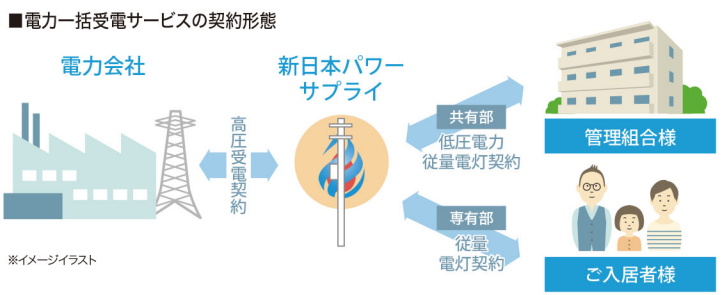 ■電力一括受電サービスの契約形態
電力会社
新日本パワー
サプライ
高圧受電契約
共有部
低圧電力
従量電灯契約
管理組合様
専有部
従量
電灯契約
ご入居者様
※イメージイラスト